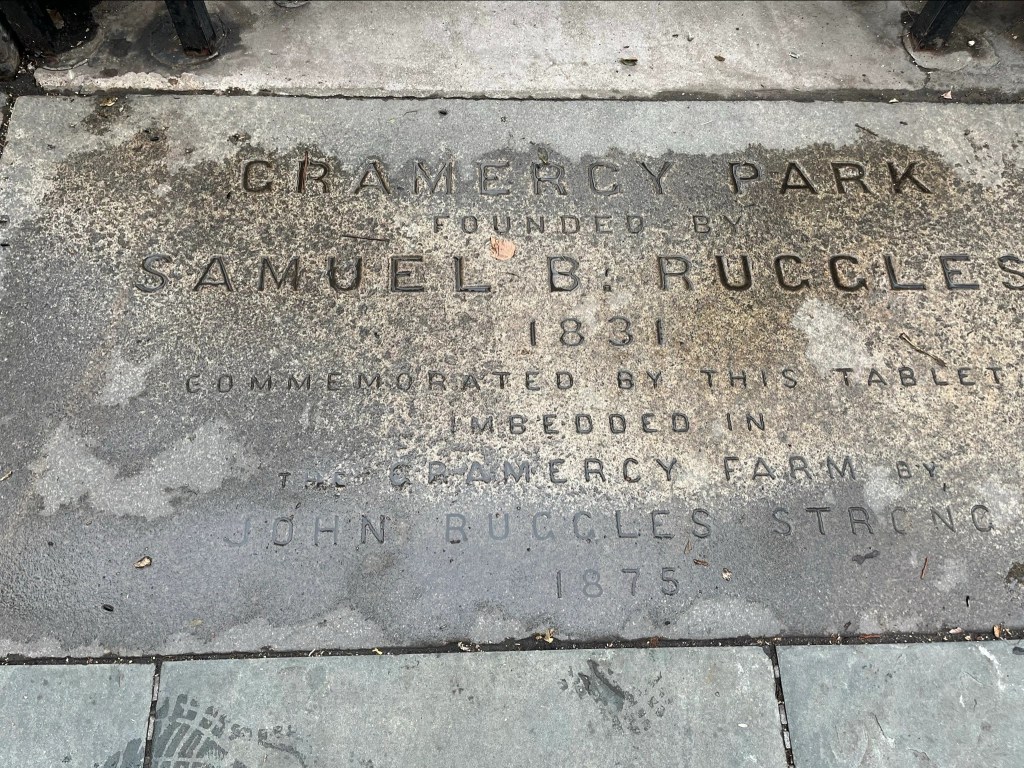 GRAMERCY PARK
FOUNDED BY
SAMUEL B. RUGGLES
1831.
COMMEMORATED BY THIS TABLET
IMBEDDED IN
THE GRAMERCY FARM BY
JOHN RUGGLES STRONG
1875